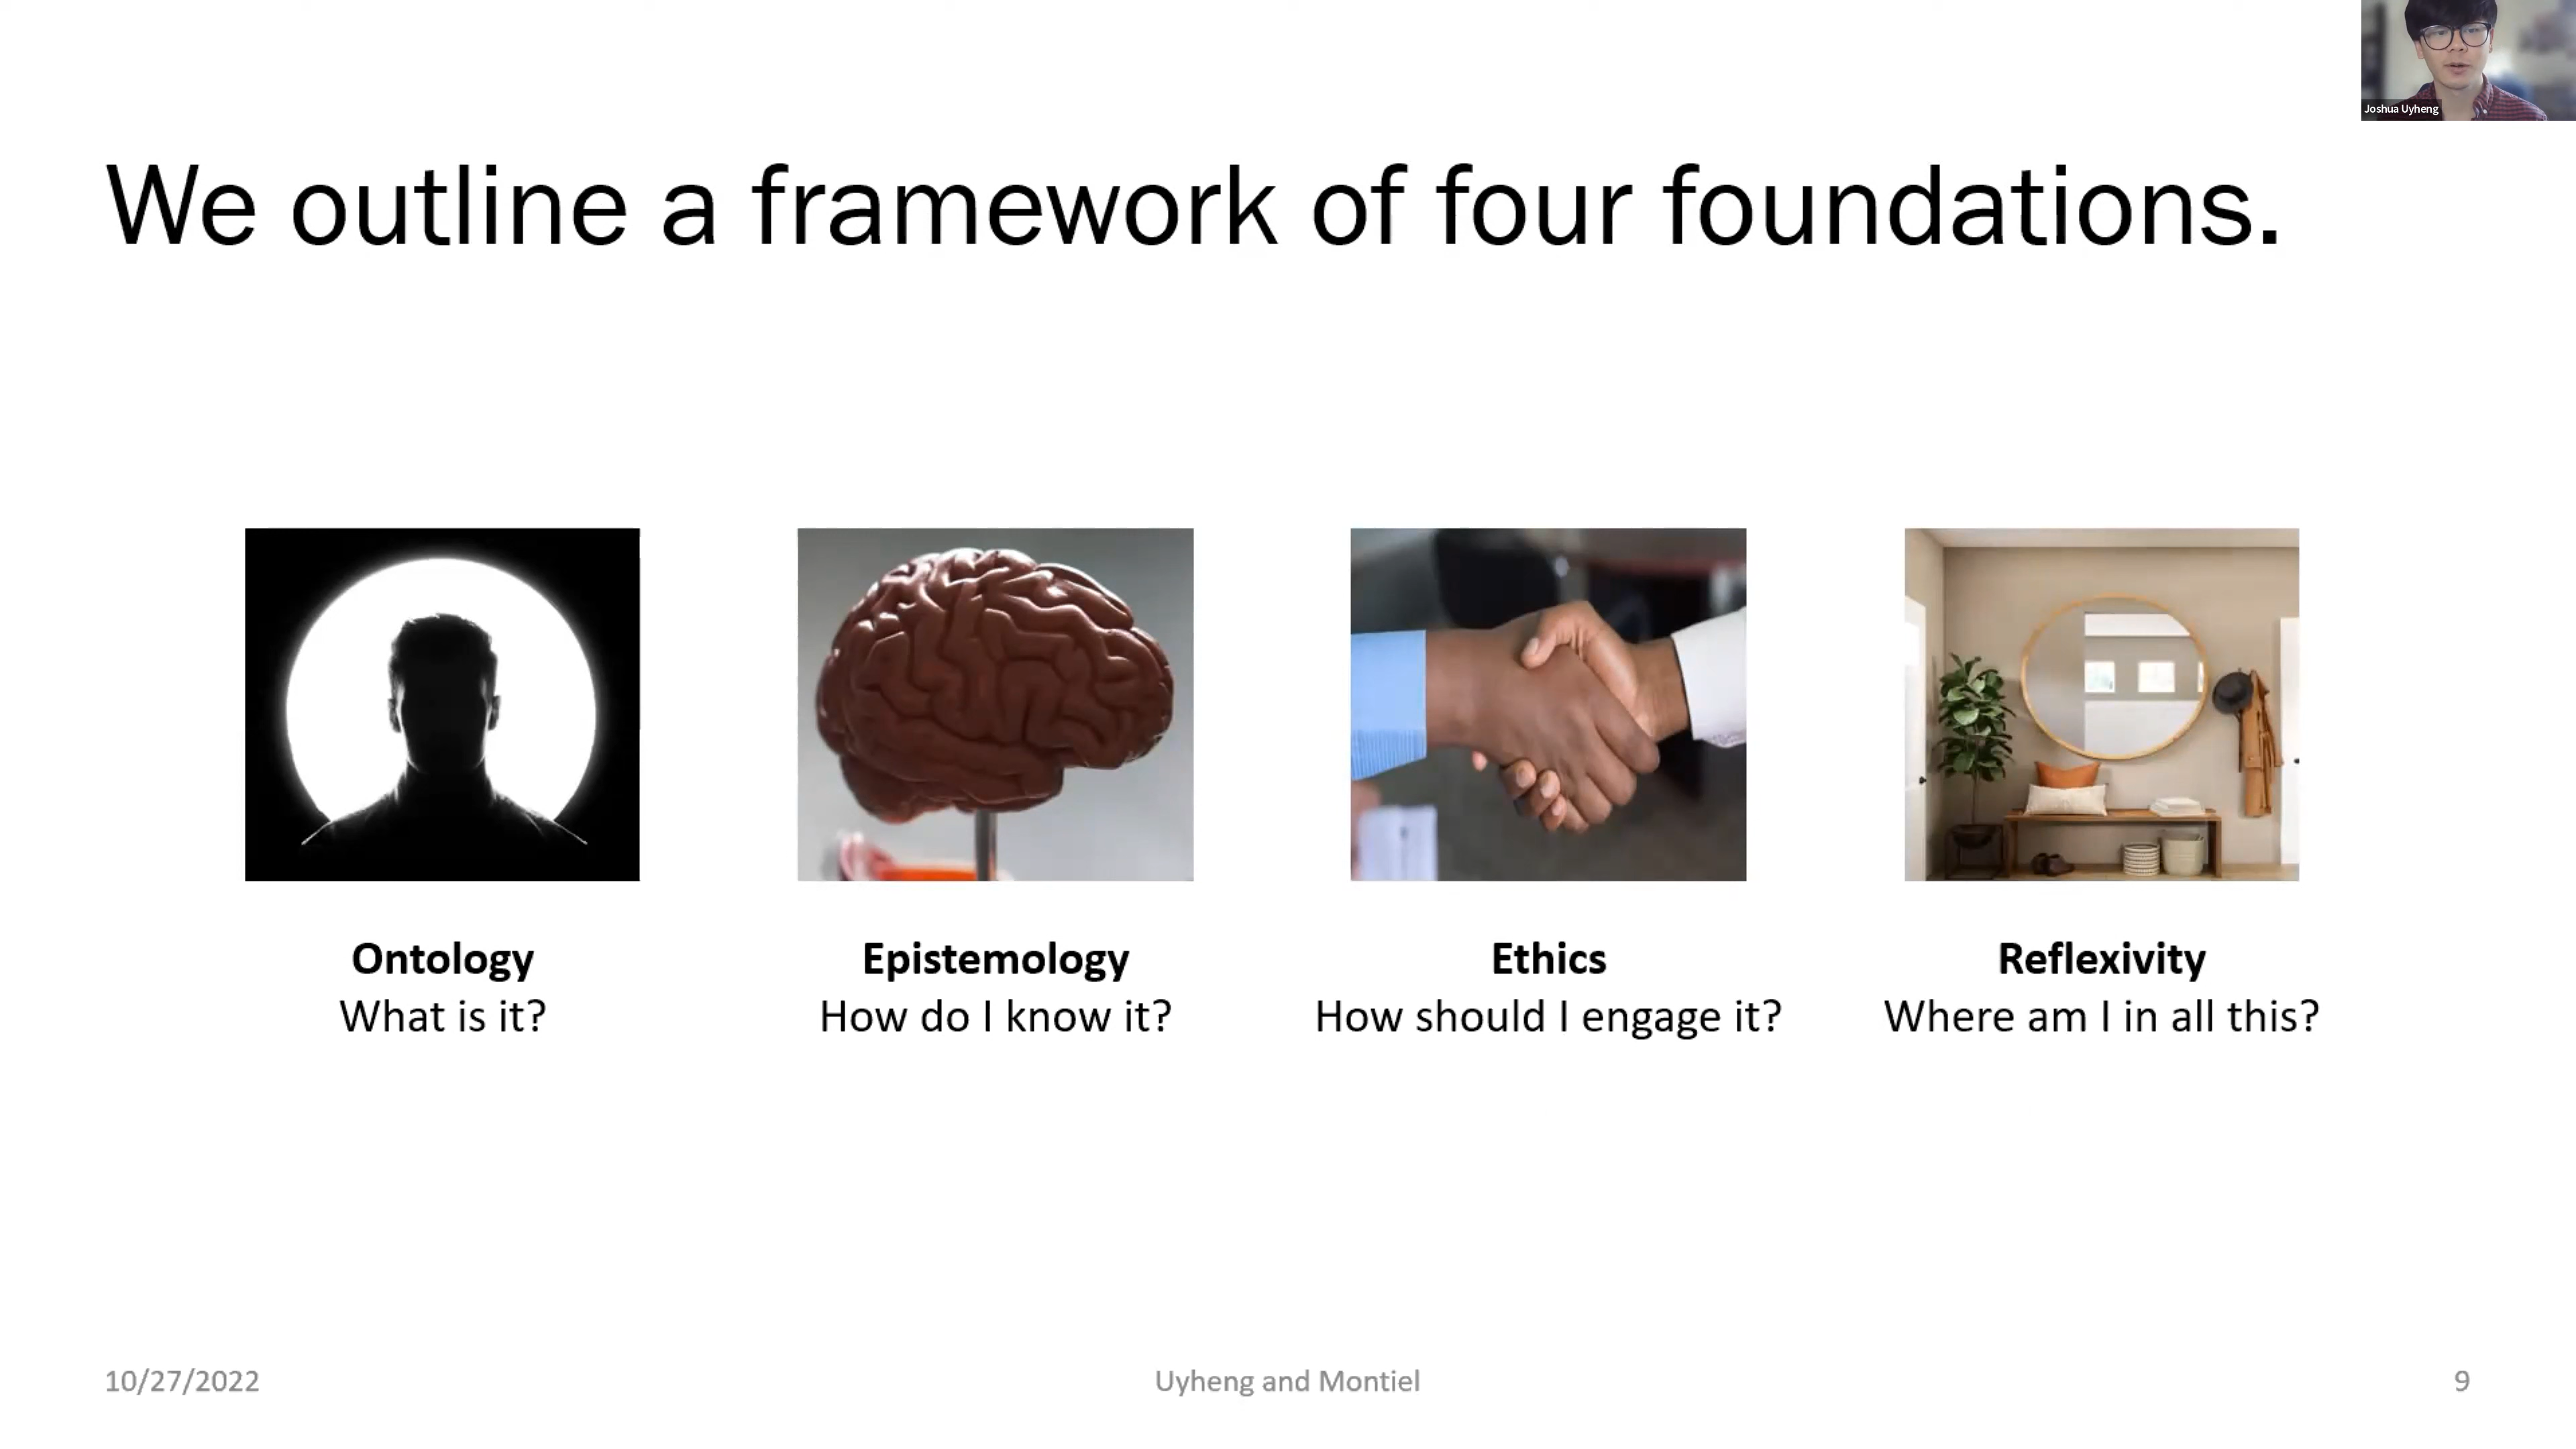 Joshua Uyheng
We outline a framework of four foundations.
Ontology
What is it?
Epistemology
How do I know it?
Ethics
How should I engage it?
Reflexivity
Where am I in all this?
10/27/2022
Uyheng and Montiel
9